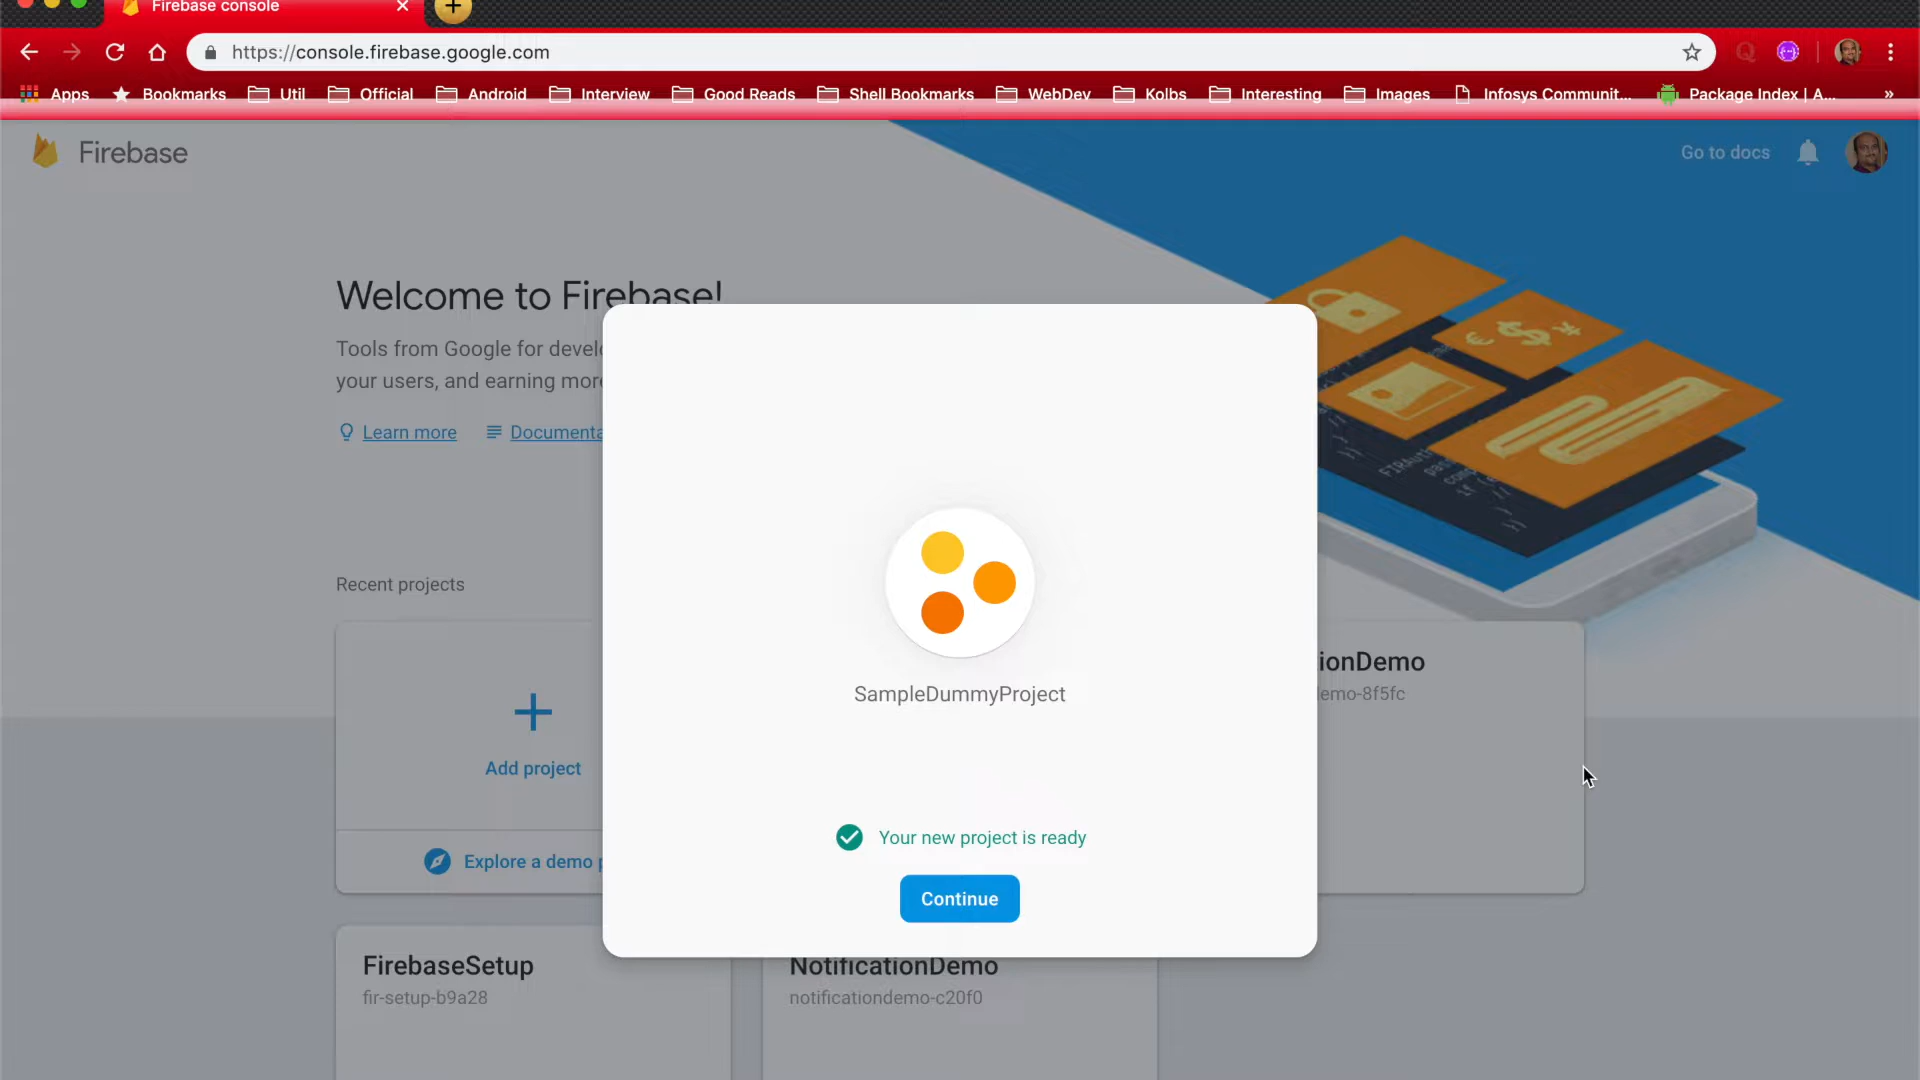 Firebase console
https://console.firebase.google.com
Apps Bookmarks Util Official Android Interview Good Reads Shell Bookmarks WebDev Kolbs Interesting Images Infosys Communit... Package Index | A... »
Firebase
Go to docs
Welcome to Firebase!
Tools from Google for
your users, and earning
Learn more
Recent projects
Add project
Explore a demo
ionDemo
emo-8f5fc
SampleDummyProject
Your new project is ready
Continue
FirebaseSetup
fir-setup-b9a28
NotificationDemo
notificationdemo-c20f0